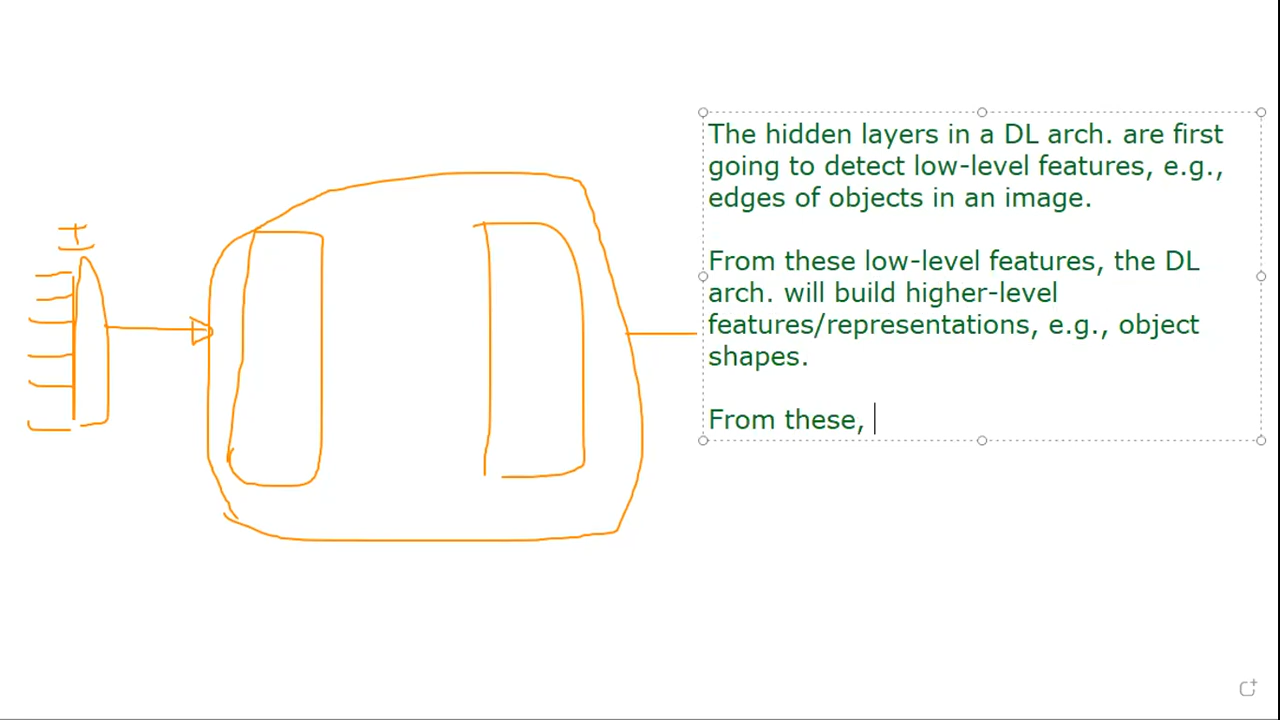 The hidden layers in a DL arch. are first
going to detect low-level features, e.g.,
edges of objects in an image.
From these low-level features, the DL
arch. will build higher-level
features/representations, e.g., object
shapes.
From these,